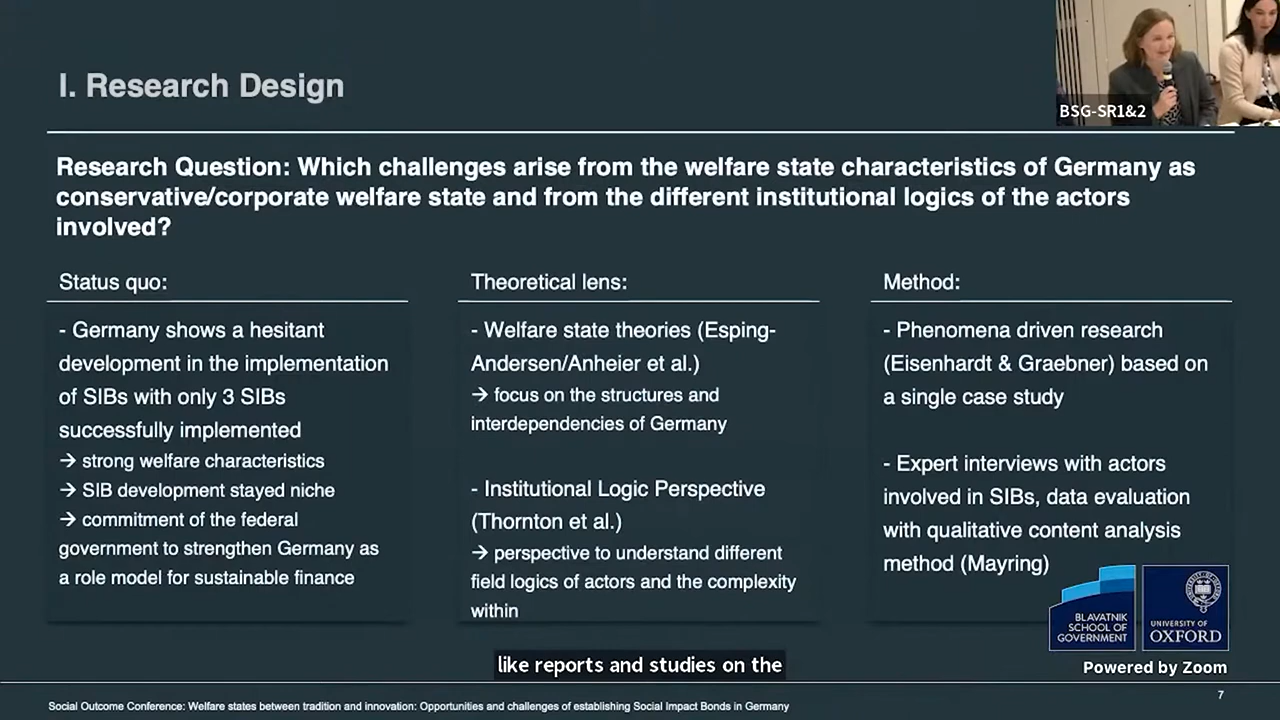 I. Research Design
BSG-SR1&2
Research Question: Which challenges arise from the welfare state characteristics of Germany as
conservative/corporate welfare state and from the different institutional logics of the actors
involved?
Status quo:
- Germany shows a hesitant
development in the implementation
of SIBs with only 3 SIBs
successfully implemented
→ strong welfare characteristics
→ SIB development stayed niche
→ commitment of the federal
government to strengthen Germany as
a role model for sustainable finance
Theoretical lens:
- Welfare state theories (Esping-
Andersen/Anheier et al.)
→ focus on the structures and
interdependencies of Germany
- Institutional Logic Perspective
(Thornton et al.)
→ perspective to understand different
field logics of actors and the complexity
within
Method:
- Phenomena driven research
(Eisenhardt & Graebner) based on
a single case study
- Expert interviews with actors
involved in SIBs, data evaluation
with qualitative content analysis
method (Mayring)
BLAVATNIK
SCHOOL OF
GOVERNMENT
UNIVERSITY OF
OXFORD
Powered by Zoom
like reports and studies on the
7
Social Outcome Conference: Welfare states between tradition and innovation: Opportunities and challenges of establishing Social Impact Bonds in Germany